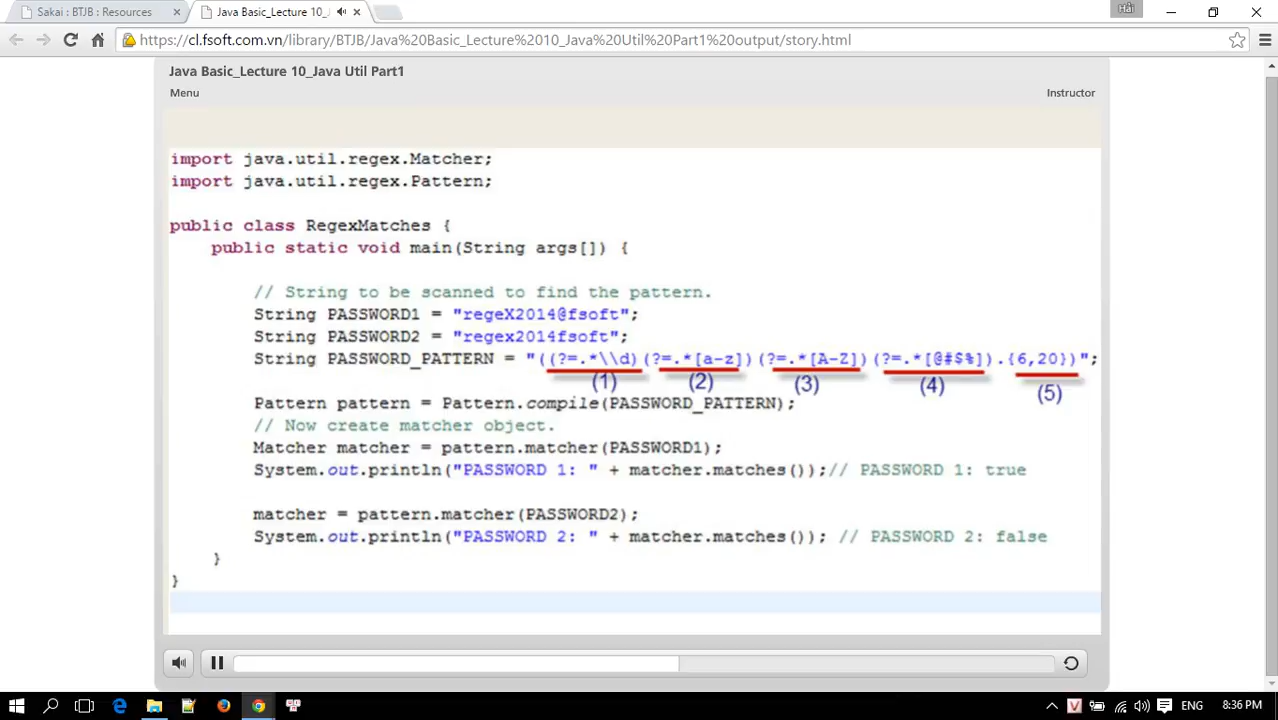 Sakai : BTJB : Resources
Java Basic_Lecture 10_J
Hải
https://cl.fsoft.com.vn/library/BTJB/Java%20Basic_Lecture%2010_Java%20Util%20Part1%20output/story.html
Java Basic_Lecture 10_Java Util Part1
Menu
Instructor
import java.util.regex.Matcher;
import java.util.regex.Pattern;
public class RegexMatches {
public static void main(String args[]) {
// String to be scanned to find the pattern.
String PASSWORD1 = "regeX2014@fsoft";
String PASSWORD2 = "regex2014fsoft";
String PASSWORD_PATTERN = "((?=.*\\d)(?=.*[a-z])(?=.*[A-Z])(?=.*[@#$%]).{6,20})";
(1) (2) (3) (4) (5)
Pattern pattern = Pattern.compile(PASSWORD_PATTERN);
// Now create matcher object.
Matcher matcher = pattern.matcher(PASSWORD1);
System.out.println("PASSWORD 1: " + matcher.matches());// PASSWORD 1: true
matcher = pattern.matcher(PASSWORD2);
System.out.println("PASSWORD 2: " + matcher.matches()); // PASSWORD 2: false
}
}
ENG
8:36 PM